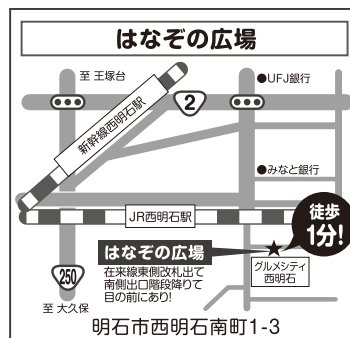 はなぞの広場
至 王塚台
●UFJ銀行
2
新幹線西明石駅
●みなと銀行
JR西明石駅
徒歩
1分!
はなぞの広場
★
在来線東側改札出て
南側出口階段降りて
目の前にあり!
グルメシティ
西明石
250
至 大久保
明石市西明石南町1-3